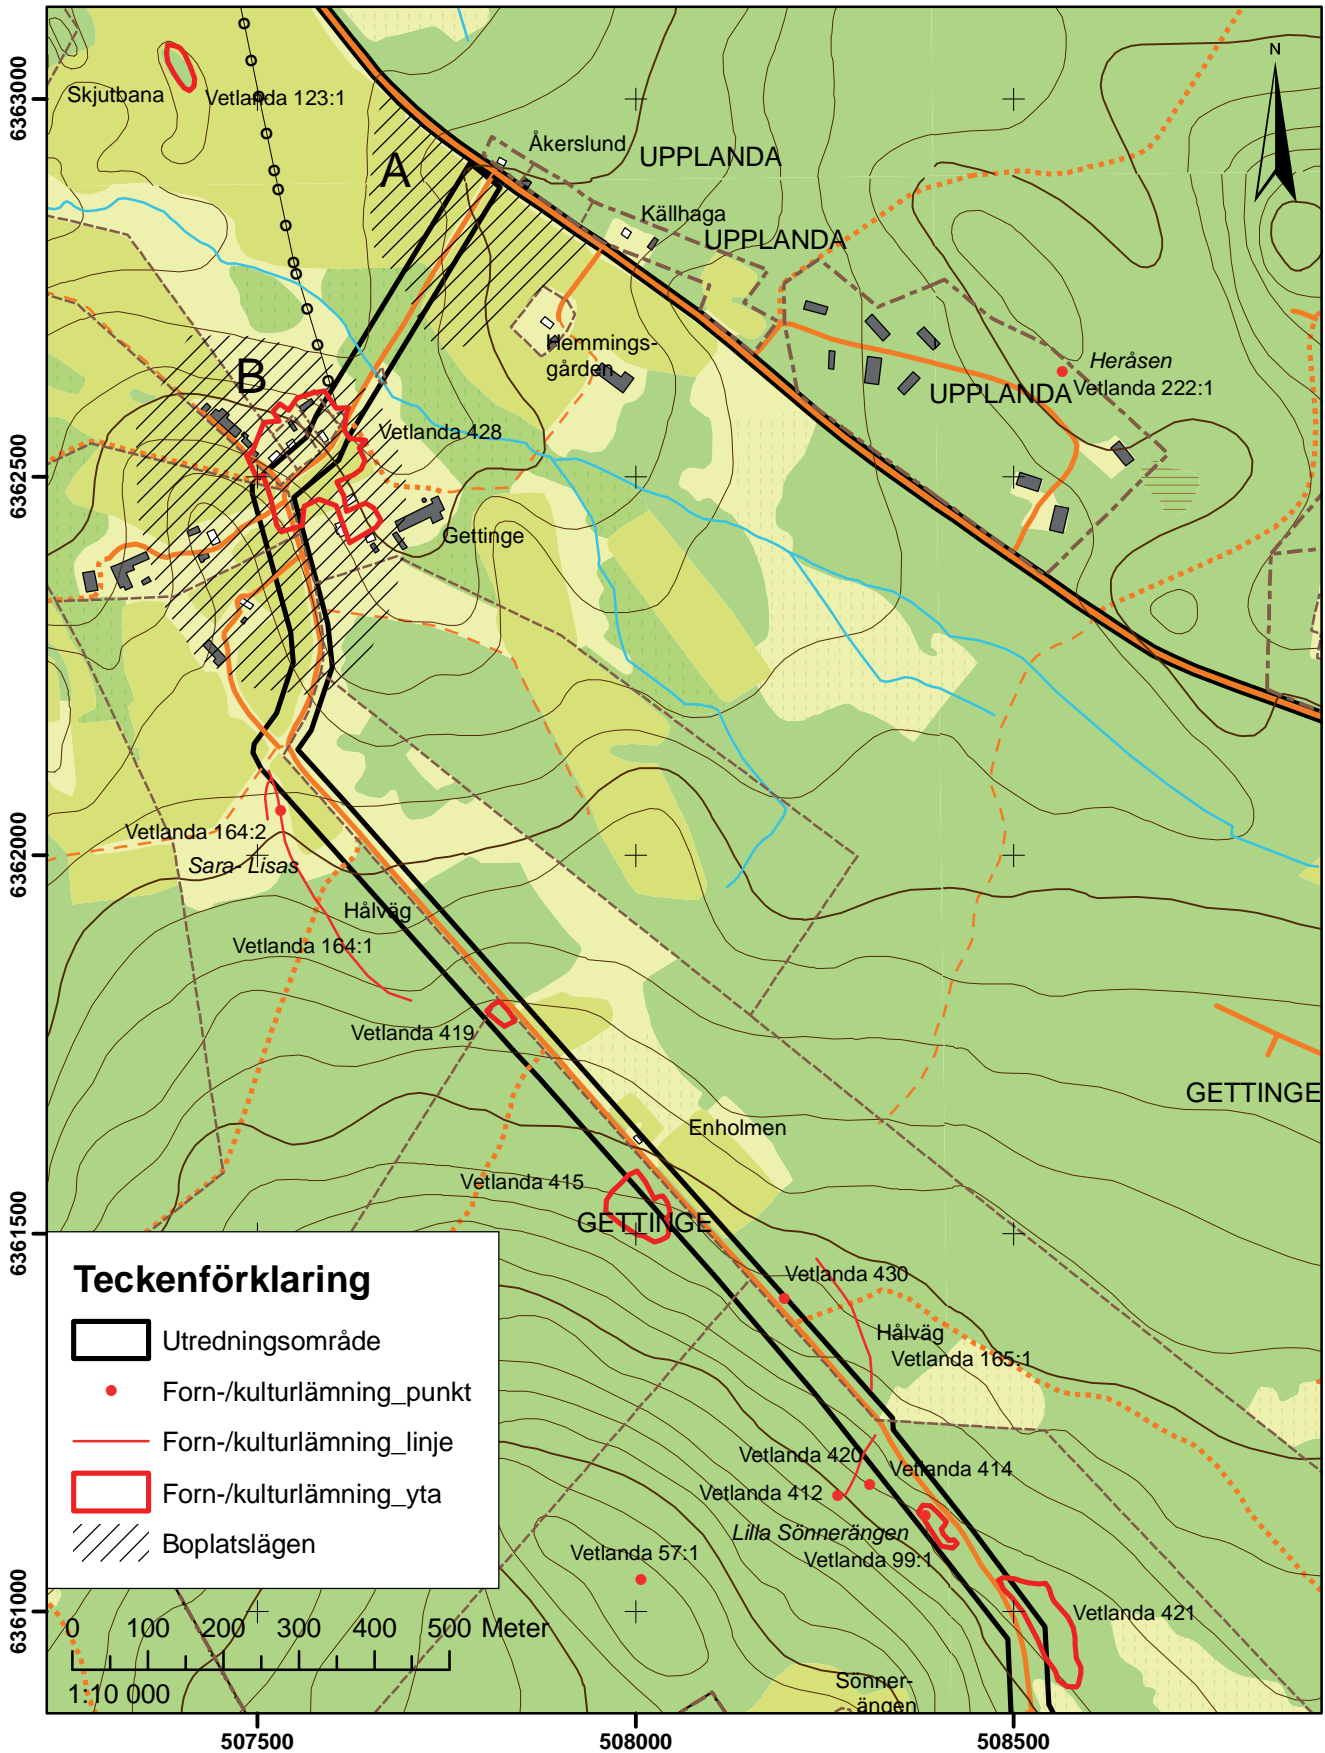 6363000
6362500
6362000
6361500
6361000
N
Skjutbana
Vetlanda 123:1
A
Åkerslund
UPPLANDA
Källhaga
UPPLANDA
Hemmings-
gården
Heråsen
UPPLANDA
Vetlanda 222:1
B
Vetlanda 428
Gettinge
Vetlanda 164:2
Sara- Lisas
Hålväg
Vetlanda 164:1
Vetlanda 419
GETTINGE
Enholmen
Vetlanda 415
GETTINGE
Vetlanda 430
Hålväg
Vetlanda 165:1
Vetlanda 420
Vetlanda 414
Vetlanda 412
Lilla Sönnerängen
Vetlanda 99:1
Vetlanda 57:1
Vetlanda 421
Sönner-
ängen
Teckenförklaring
Utredningsområde
Forn-/kulturlämning_punkt
Forn-/kulturlämning_linje
Forn-/kulturlämning_yta
Boplatslägen
0 100 200 300 400 500 Meter
1:10 000
507500 508000 508500